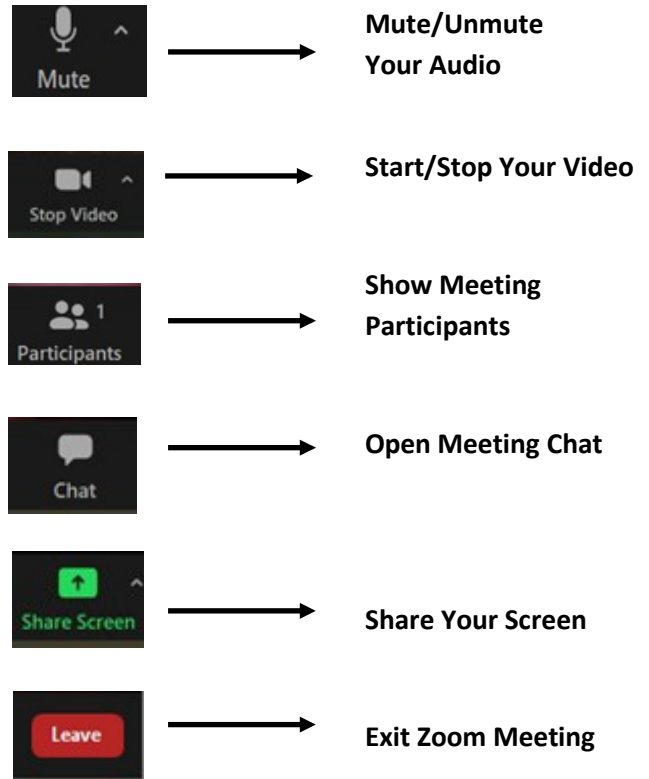 Mute
Mute/Unmute
Your Audio
Stop Video
Start/Stop Your Video
1
Participants
Show Meeting
Participants
Chat
Open Meeting Chat
Share Screen
Share Your Screen
Leave
Exit Zoom Meeting